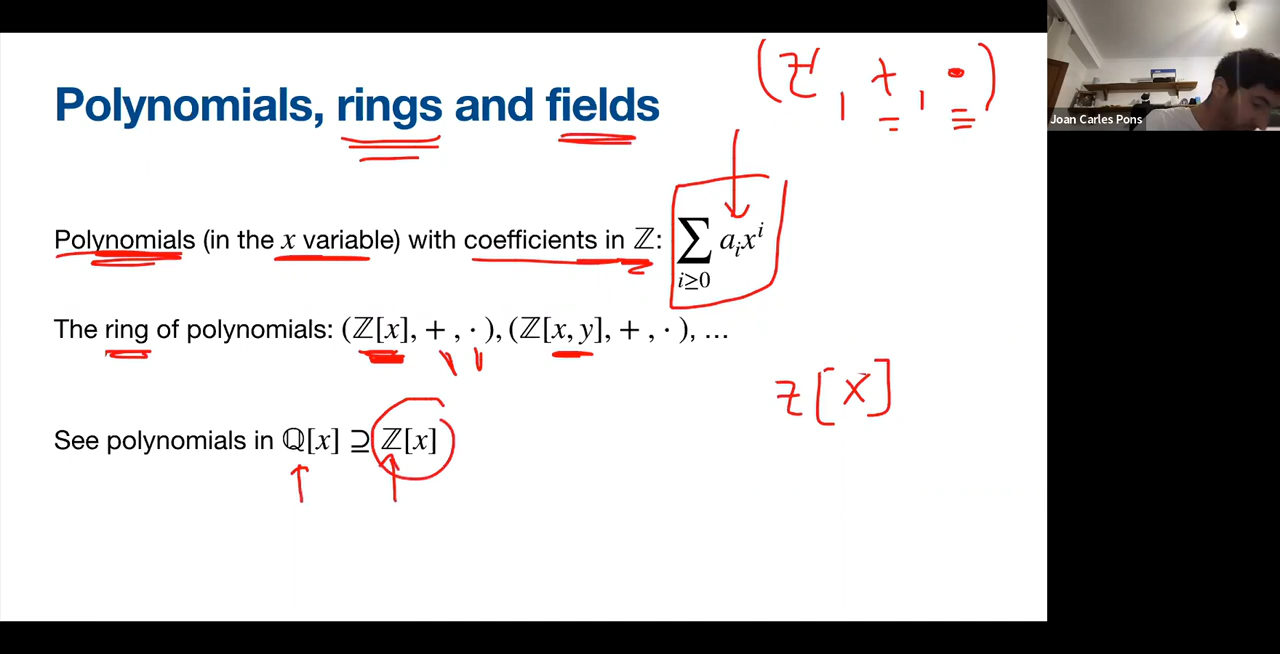 Polynomials, rings and fields
(ℤ, +, ·)
Joan Carles Pons
Polynomials (in the x variable) with coefficients in ℤ: ∑_{i≥0} a_i x^i
The ring of polynomials: (ℤ[x], + , · ), (ℤ[x, y], + , · ), …
z[x]
See polynomials in ℚ[x] ⊇ ℤ[x]